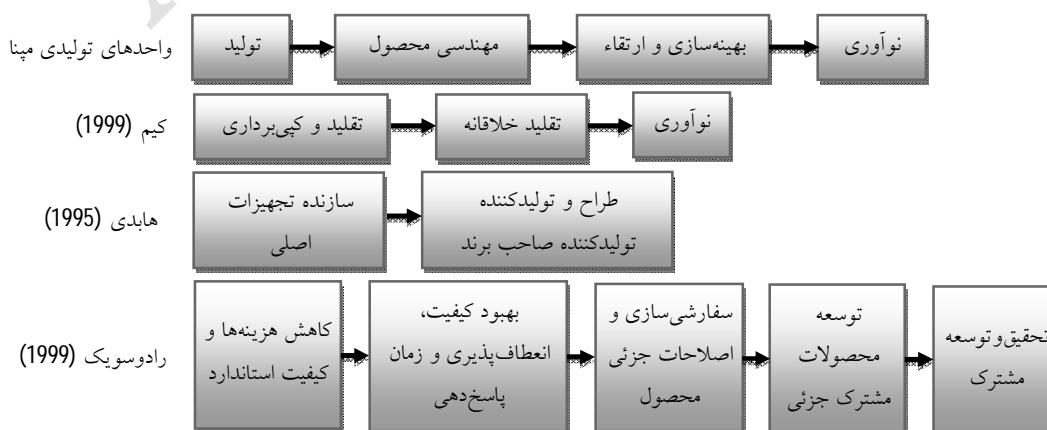 واحدهای تولیدی مپنا
تولید
مهندسی محصول
بهینه‌سازی و ارتقاء
نوآوری
کیم (1999)
تقلید و کپی‌برداری
تقلید خلاقانه
نوآوری
هابدی (1995)
سازنده تجهیزات
اصلی
طراح و تولیدکننده
تولیدکننده صاحب برند
رادوسویک (1999)
کاهش هزینه‌ها و
کیفیت استاندارد
بهبود کیفیت،
انعطاف‌پذیری و زمان
پاسخ‌دهی
سفارشی‌سازی و
اصلاحات جزئی
محصول
توسعه
محصولات
مشترک جزئی
تحقیق‌و‌توسعه
مشترک